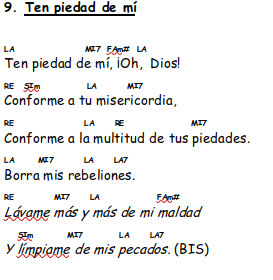 9. Ten piedad de mí
LA MI7 FAm# LA
Ten piedad de mí, ¡Oh, Dios!
RE SIm LA MI7
Conforme a tu misericordia,
RE LA RE MI7
Conforme a la multitud de tus piedades.
LA MI7 LA LA7
Borra mis rebeliones.
RE MI7 LA FAm#
Lávame más y más de mi maldad
SIm MI7 LA LA7
Y límpiame de mis pecados. (BIS)